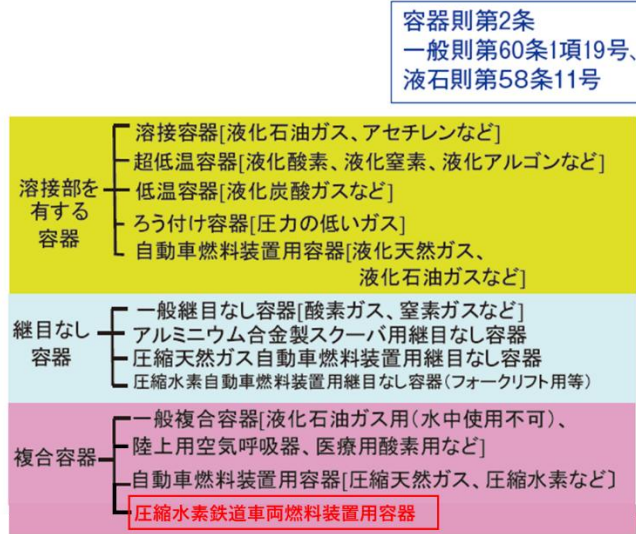 容器則第2条
一般則第60条1項19号、
液石則第58条11号
溶接部を
有する
容器
溶接容器[液化石油ガス、アセチレンなど]
超低温容器[液化酸素、液化窒素、液化アルゴンなど]
低温容器[液化炭酸ガスなど]
ろう付け容器[圧力の低いガス]
自動車燃料装置用容器[液化天然ガス、
液化石油ガスなど]
継目なし
容器
一般継目なし容器[酸素ガス、窒素ガスなど]
アルミニウム合金製スクーバ用継目なし容器
圧縮天然ガス自動車燃料装置用継目なし容器
圧縮水素自動車燃料装置用継目なし容器(フォークリフト用等)
複合容器
一般複合容器[液化石油ガス用(水中使用不可)、
陸上用空気呼吸器、医療用酸素用など]
自動車燃料装置用容器[圧縮天然ガス、圧縮水素など〕
圧縮水素鉄道車両燃料装置用容器